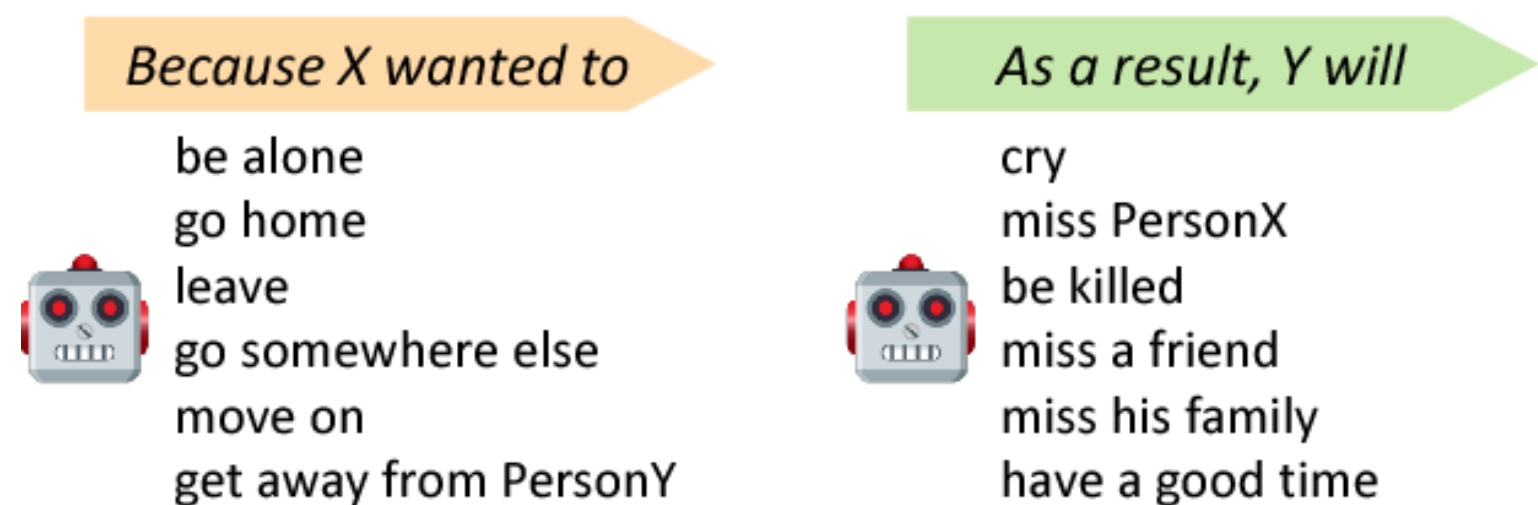 Because X wanted to
be alone
go home
leave
go somewhere else
move on
get away from PersonY
As a result, Y will
cry
miss PersonX
be killed
miss a friend
miss his family
have a good time